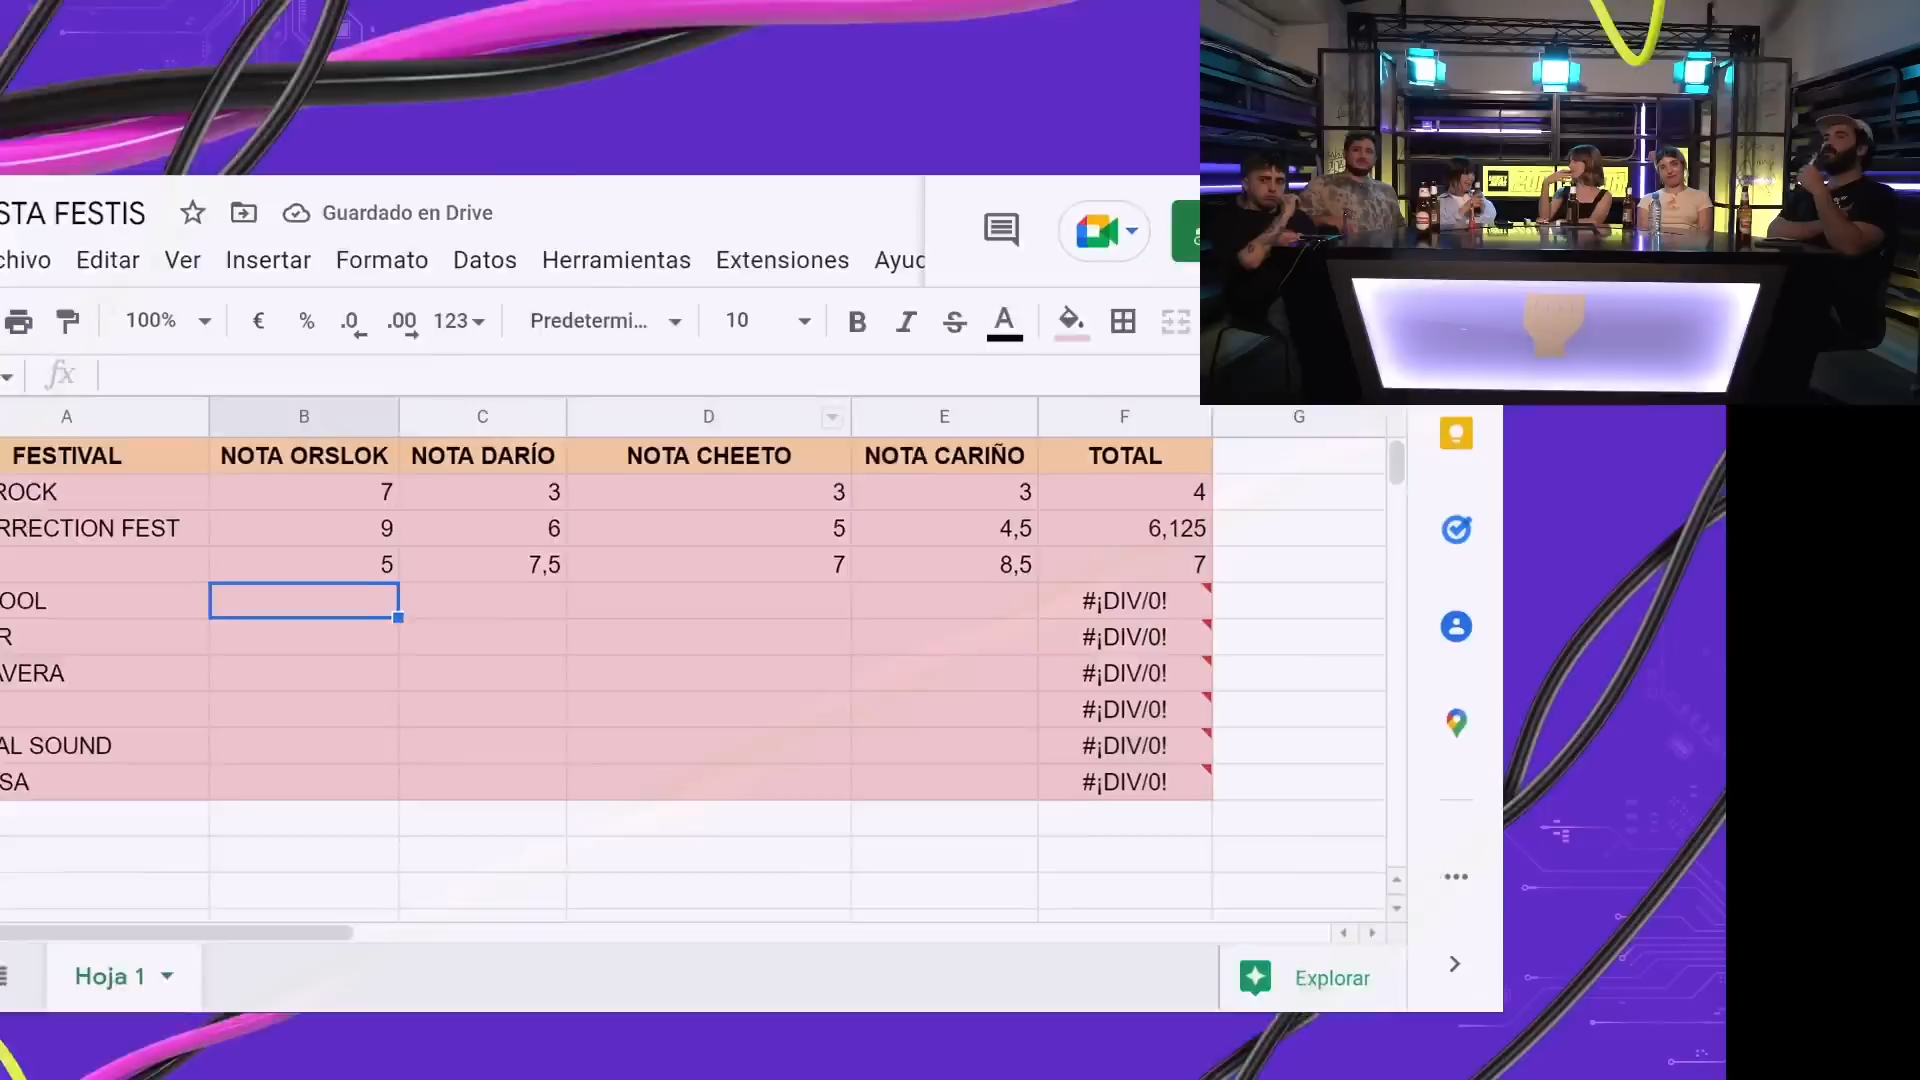 STA FESTIS
Guardado en Drive
chivo Editar Ver Insertar Formato Datos Herramientas Extensiones Ayuc
100% € % .0 .00 123 Predetermi... 10 B I S A
fx
A B C D E F G
FESTIVAL NOTA ORSLOK NOTA DARÍO NOTA CHEETO NOTA CARIÑO TOTAL
ROCK 7 3 3 3 4
RRECTION FEST 9 6 5 4,5 6,125
5 7,5 7 8,5 7
OOL #¡DIV/0!
R #¡DIV/0!
AVERA #¡DIV/0!
#¡DIV/0!
AL SOUND #¡DIV/0!
SA #¡DIV/0!
Hoja 1
Explorar